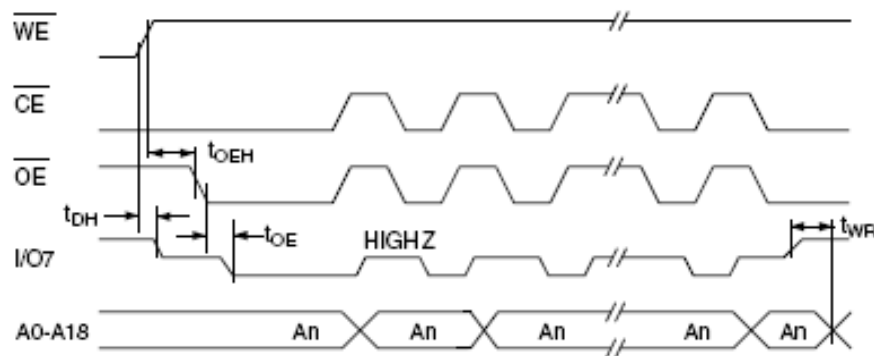 WE
CE
OE
tOEH
tDH
tOE
HIGH Z
tWR
I/O7
A0-A18 An An An An An